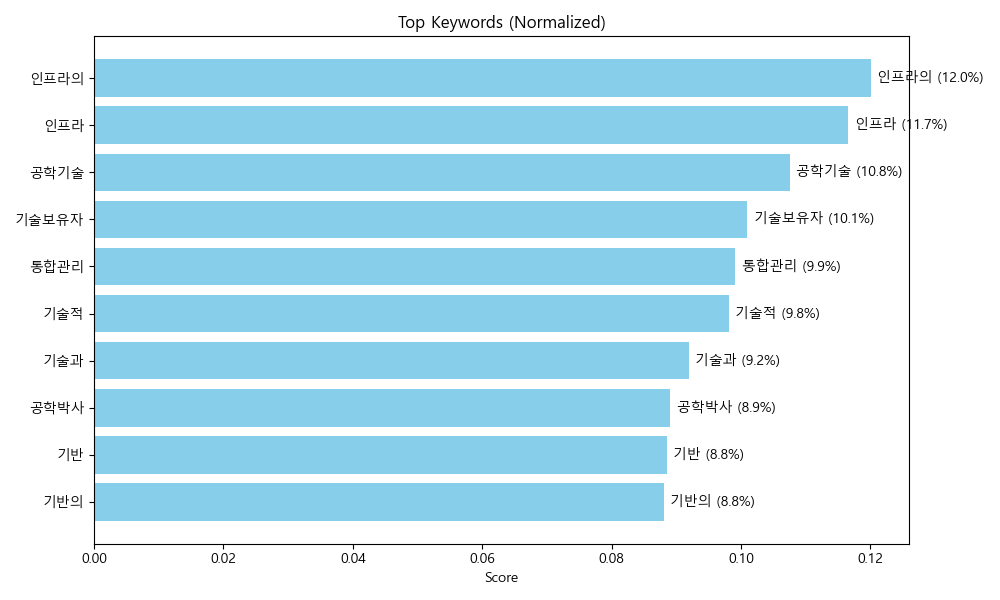 Top Keywords (Normalized)
인프라의 인프라의 (12.0%)
인프라 인프라 (11.7%)
공학기술 공학기술 (10.8%)
기술보유자 기술보유자 (10.1%)
통합관리 통합관리 (9.9%)
기술적 기술적 (9.8%)
기술과 기술과 (9.2%)
공학박사 공학박사 (8.9%)
기반 기반 (8.8%)
기반의 기반의 (8.8%)
0.00 0.02 0.04 0.06 0.08 0.10 0.12
Score